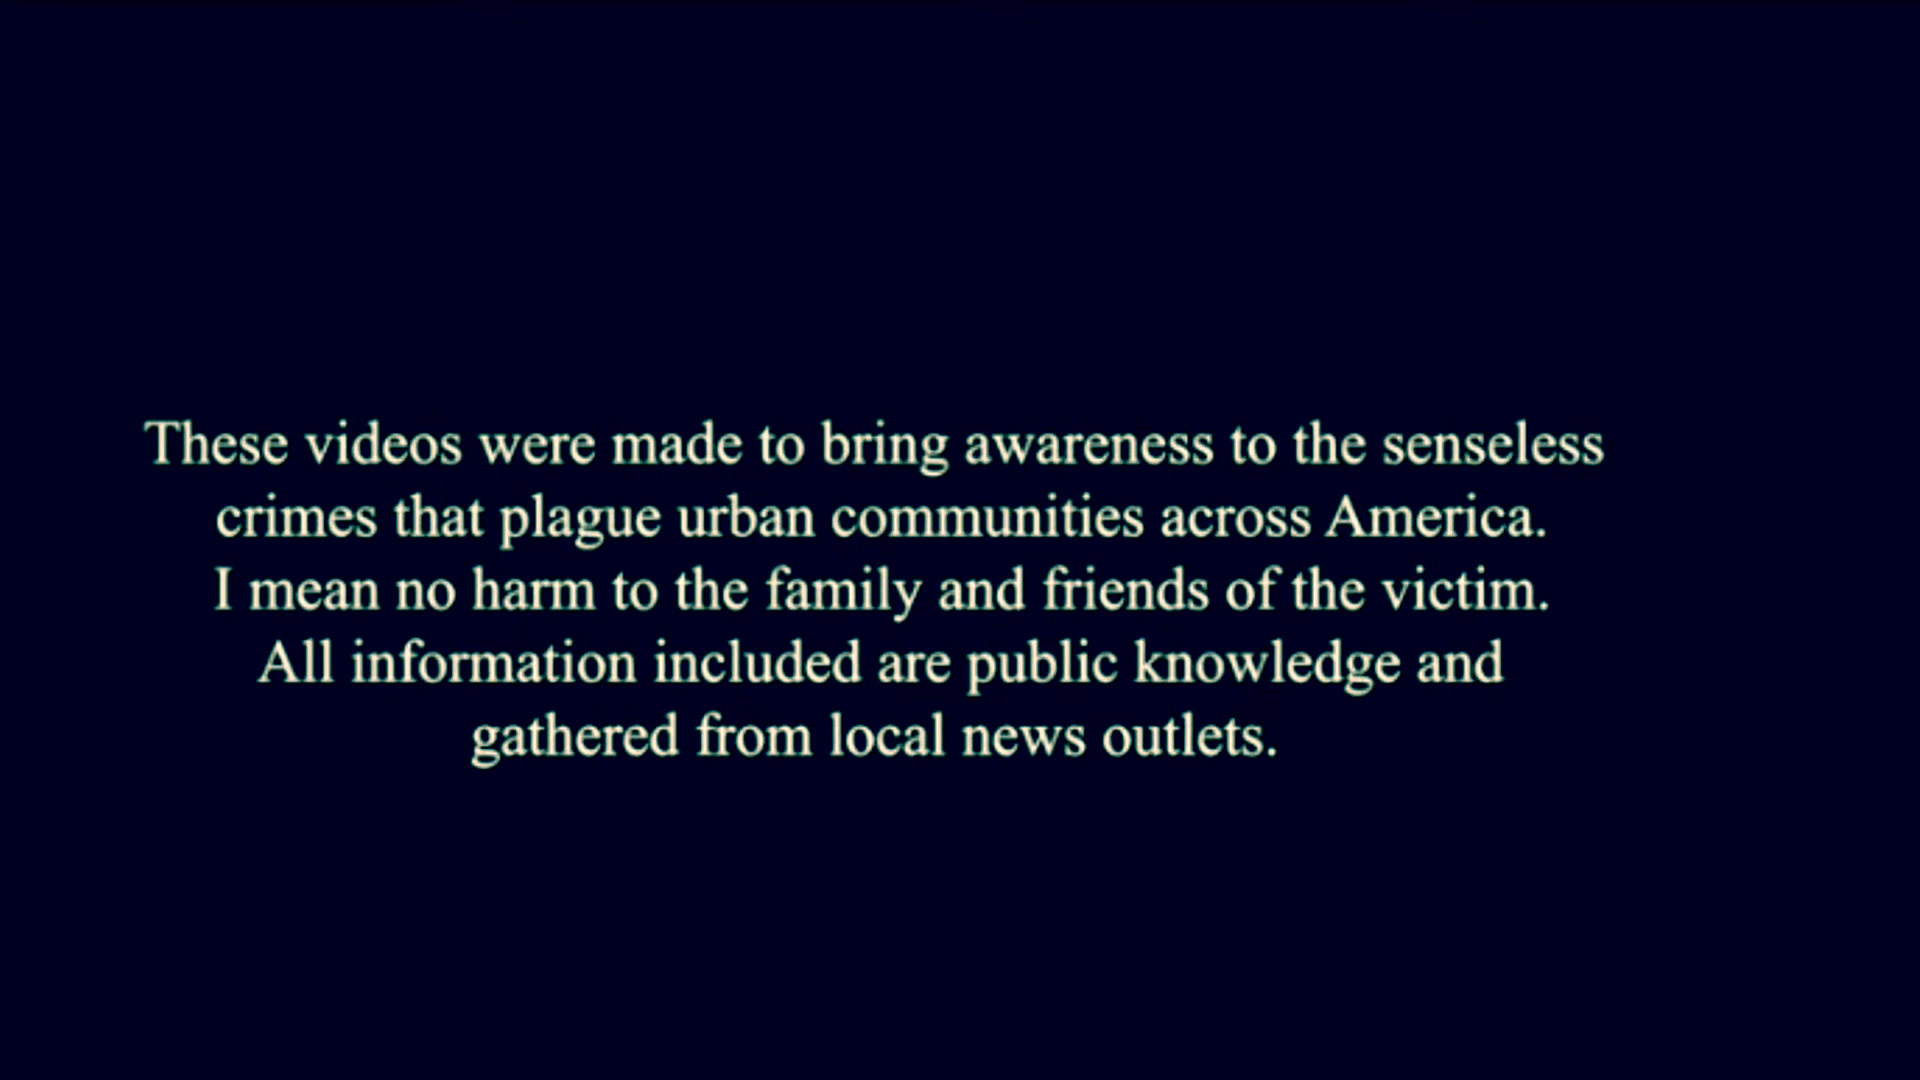 These videos were made to bring awareness to the senseless
crimes that plague urban communities across America.
I mean no harm to the family and friends of the victim.
All information included are public knowledge and
gathered from local news outlets.